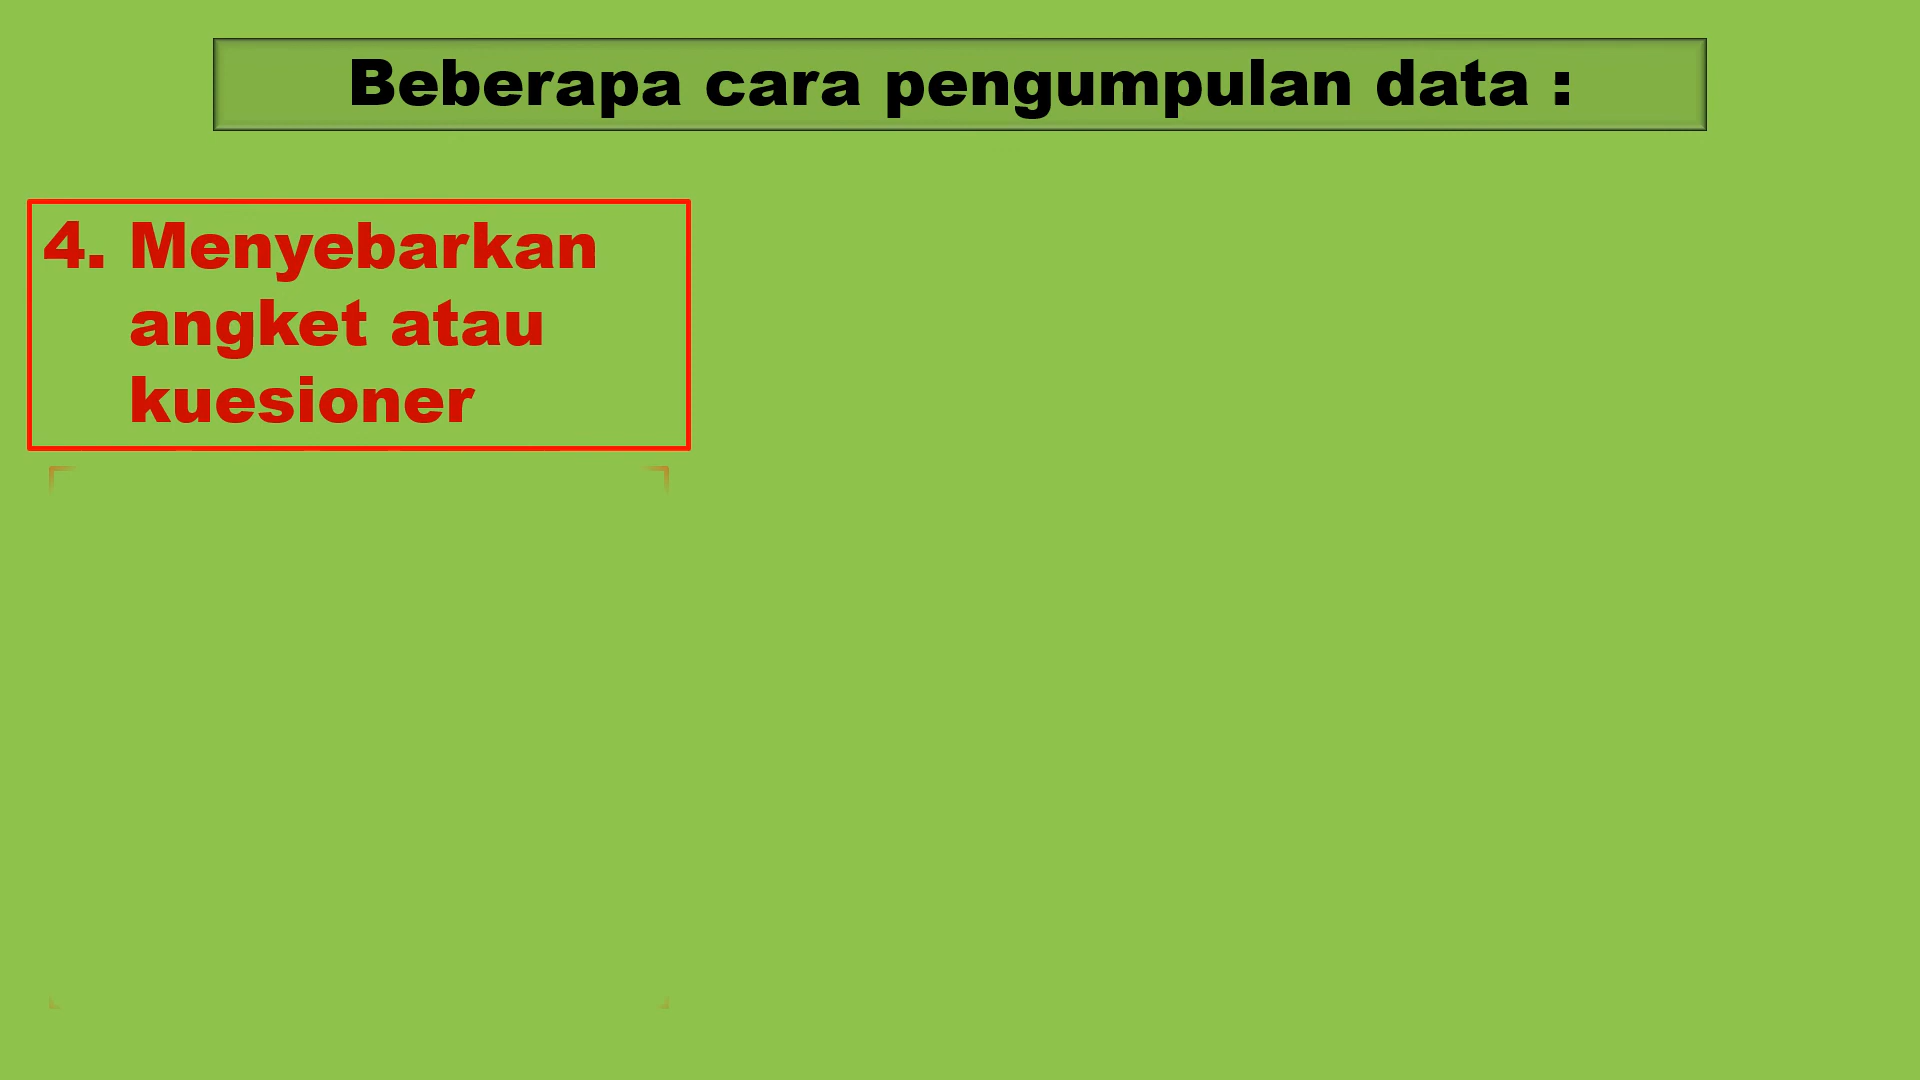 Beberapa cara pengumpulan data :
4. Menyebarkan
angket atau
kuesioner